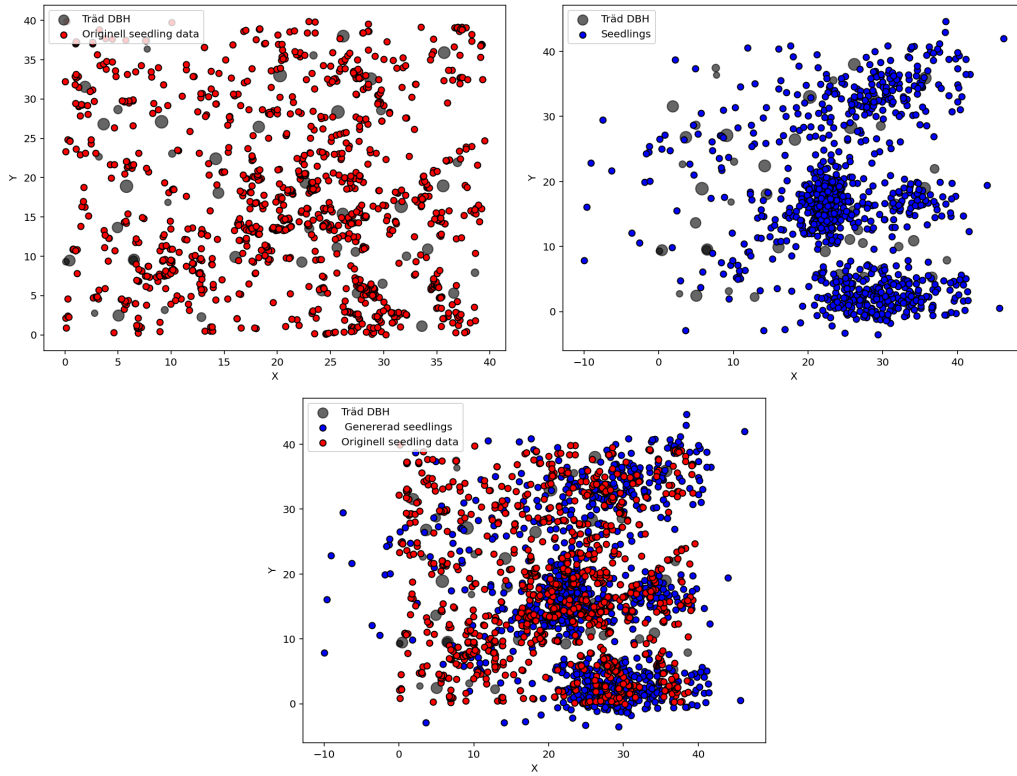 Träd DBH
Originell seedling data
40
35
30
25
20
15
10
5
0
Y
0 5 10 15 20 25 30 35 40
X
Träd DBH
Seedlings
40
30
20
10
0
Y
−10 0 10 20 30 40
X
Träd DBH
Genererad seedlings
Originell seedling data
40
30
20
10
0
Y
−10 0 10 20 30 40
X